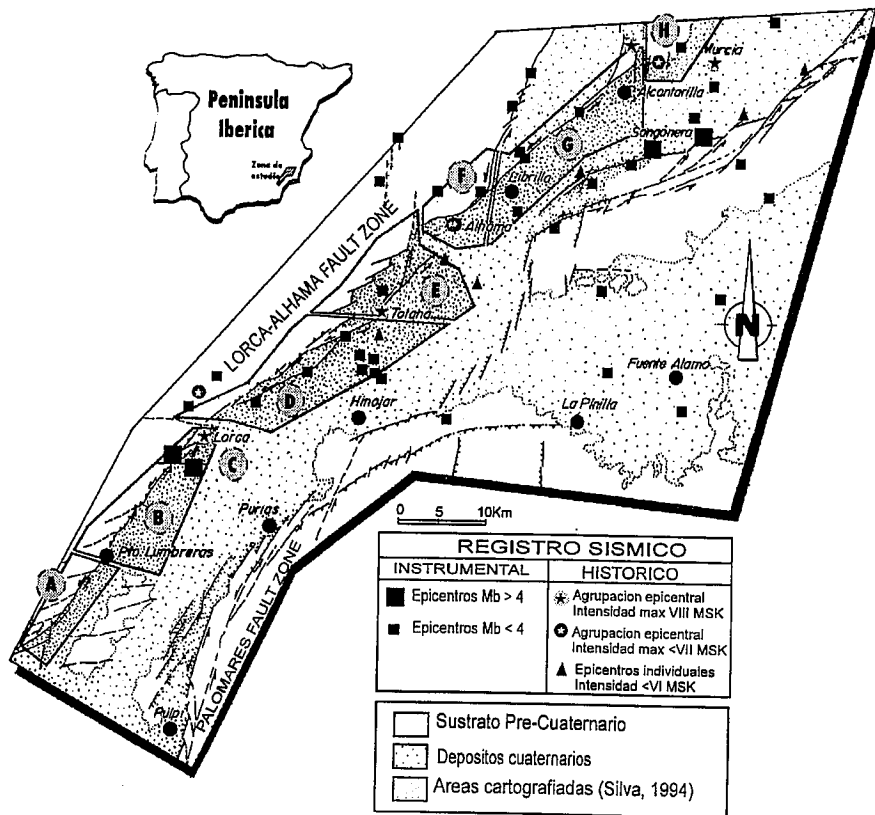 H
Murcia
Peninsula
Iberica
Alcantarilla
Zona de
estudio
Sangonera
G
F
Librilla
Alhama
LORCA-ALHAMA FAULT ZONE
E
N
Totana
Fuente Alamo
D
Hinojar
La Pinilla
Lorca
C
B
Purias
0 5 10Km
Pto Lumbreras
A
PALOMARES FAULT ZONE
Pulpi
REGISTRO SISMICO
INSTRUMENTAL
HISTORICO
Epicentros Mb > 4
Agrupacion epicentral
Intensidad max VIII MSK
Epicentros Mb < 4
Agrupacion epicentral
Intensidad max <VII MSK
Epicentros individuales
Intensidad <VI MSK
Sustrato Pre-Cuaternario
Depositos cuaternarios
Areas cartografiadas (Silva, 1994)